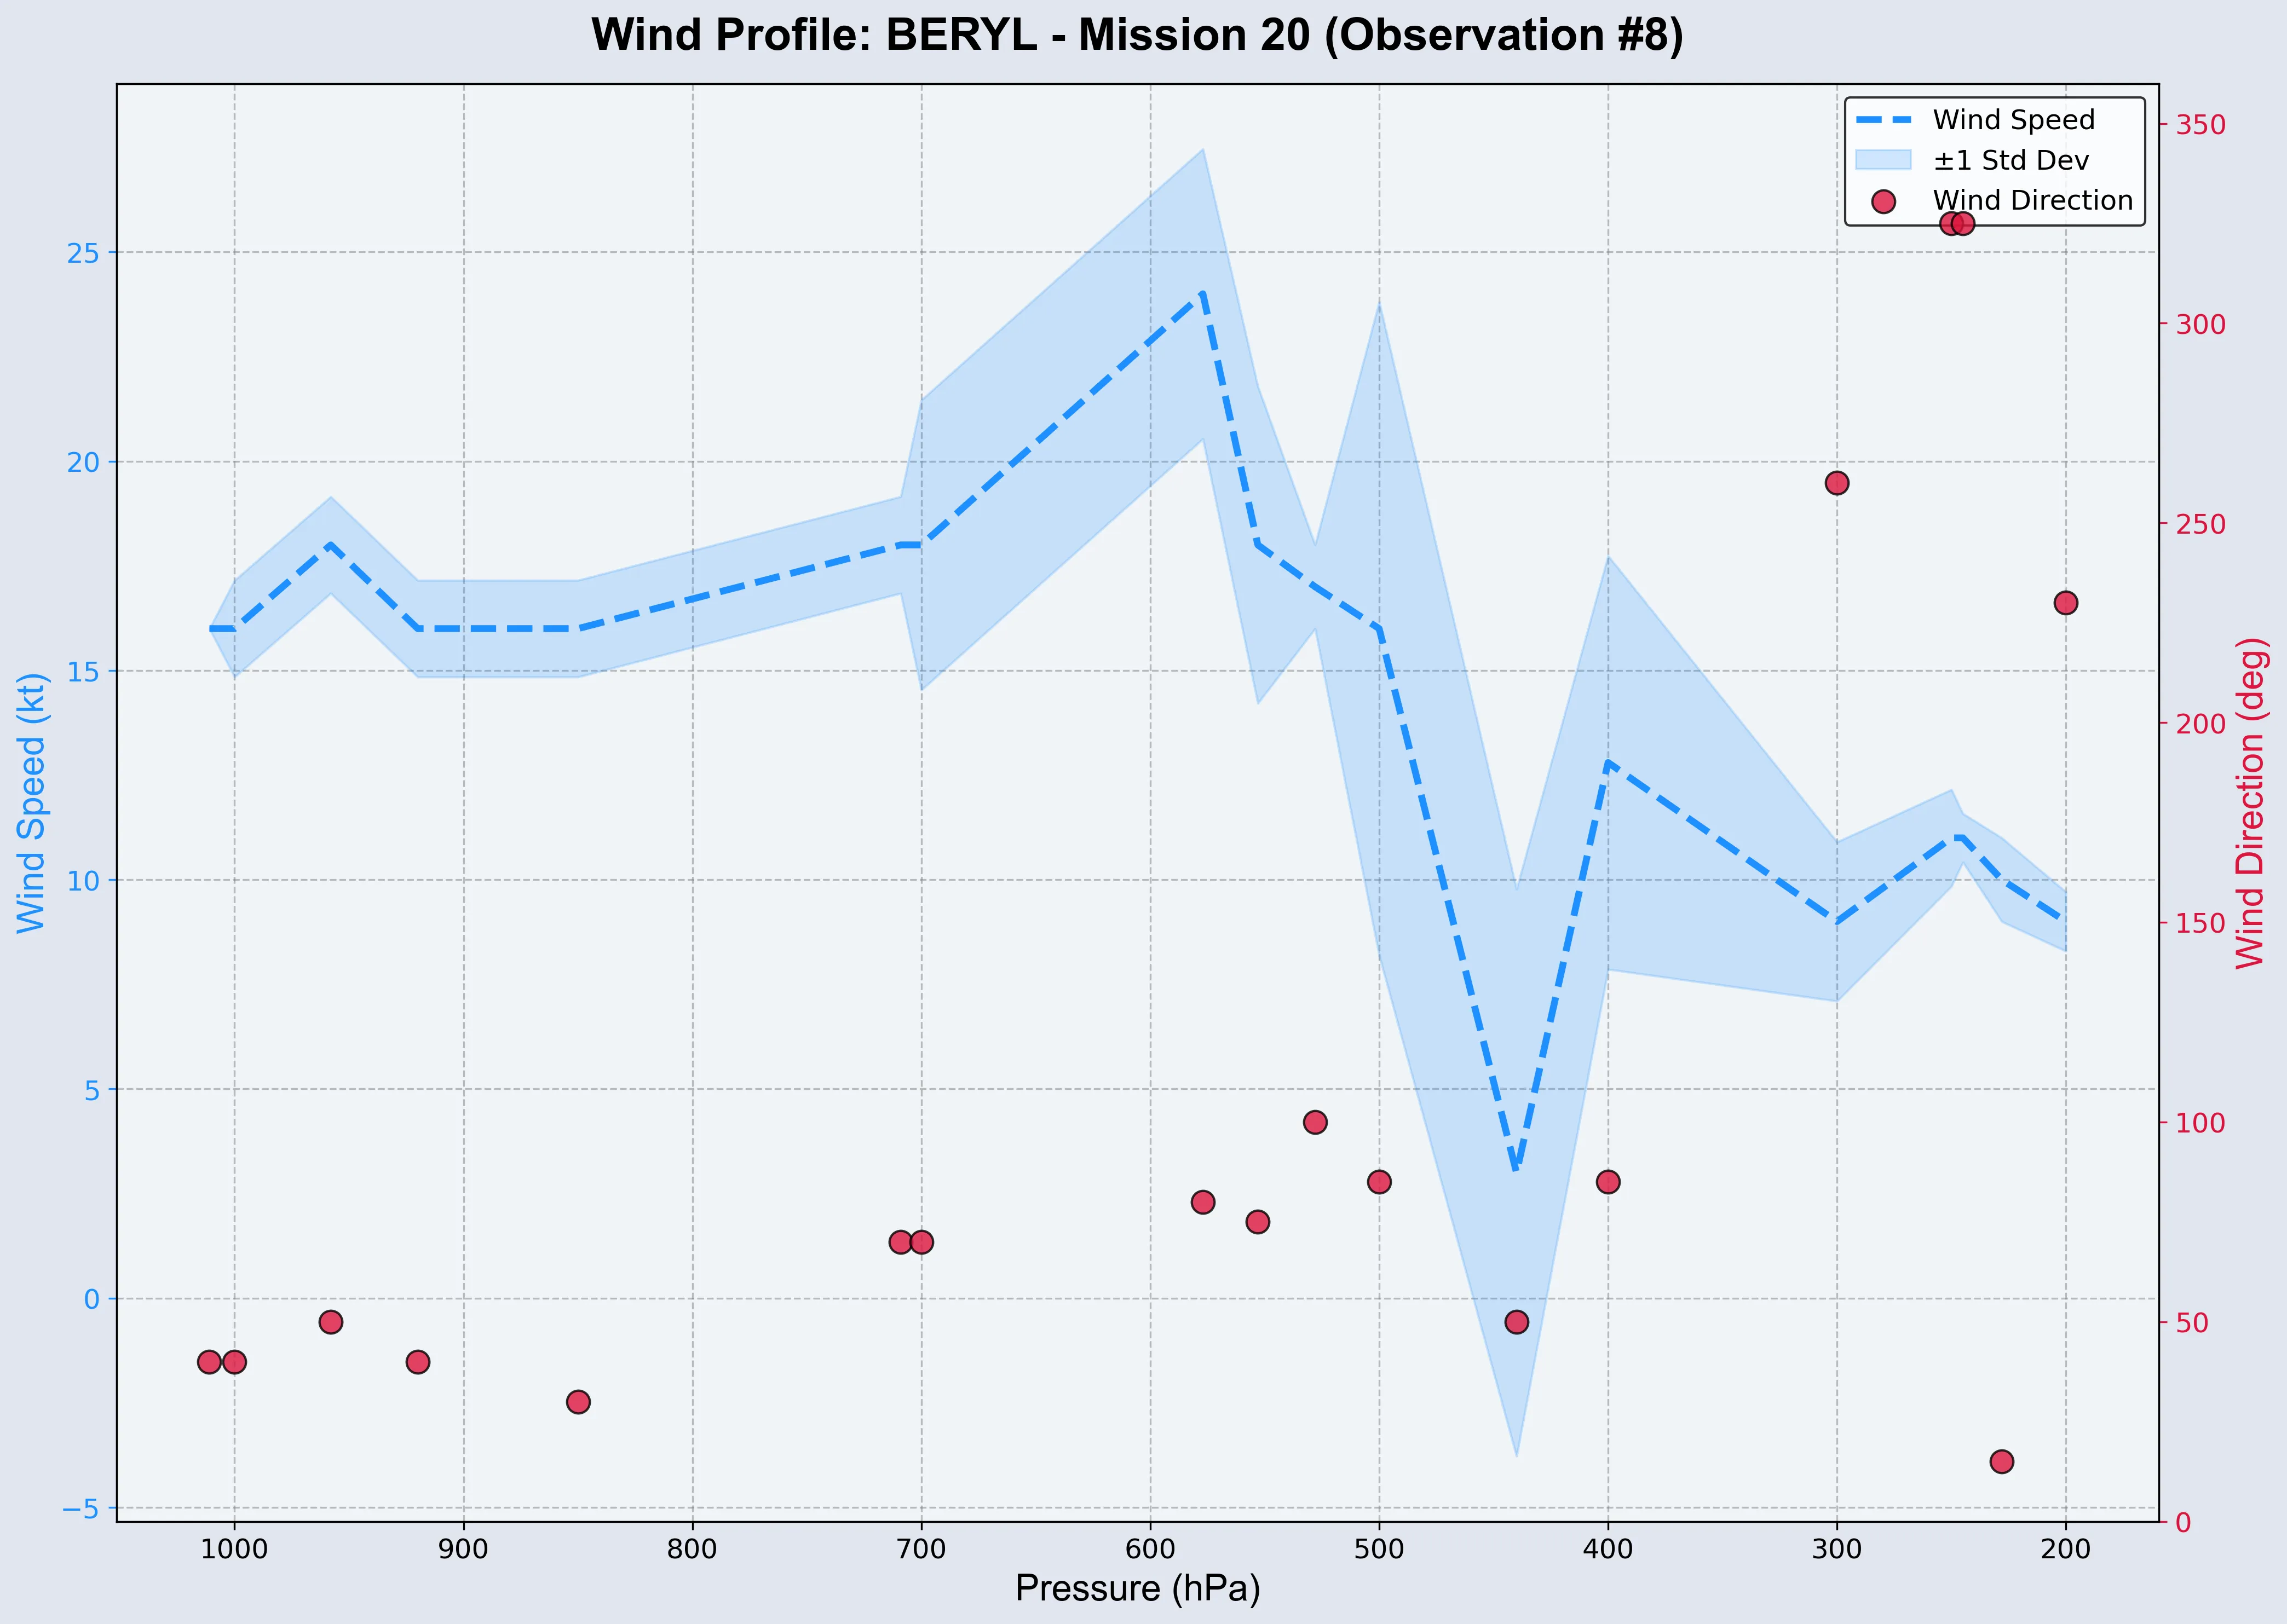 Wind Profile: BERYL - Mission 20 (Observation #8)
Wind Speed
±1 Std Dev
Wind Direction
Wind Speed (kt)
25
20
15
10
5
0
−5
350
300
250
200
150
100
50
0
Wind Direction (deg)
1000 900 800 700 600 500 400 300 200
Pressure (hPa)